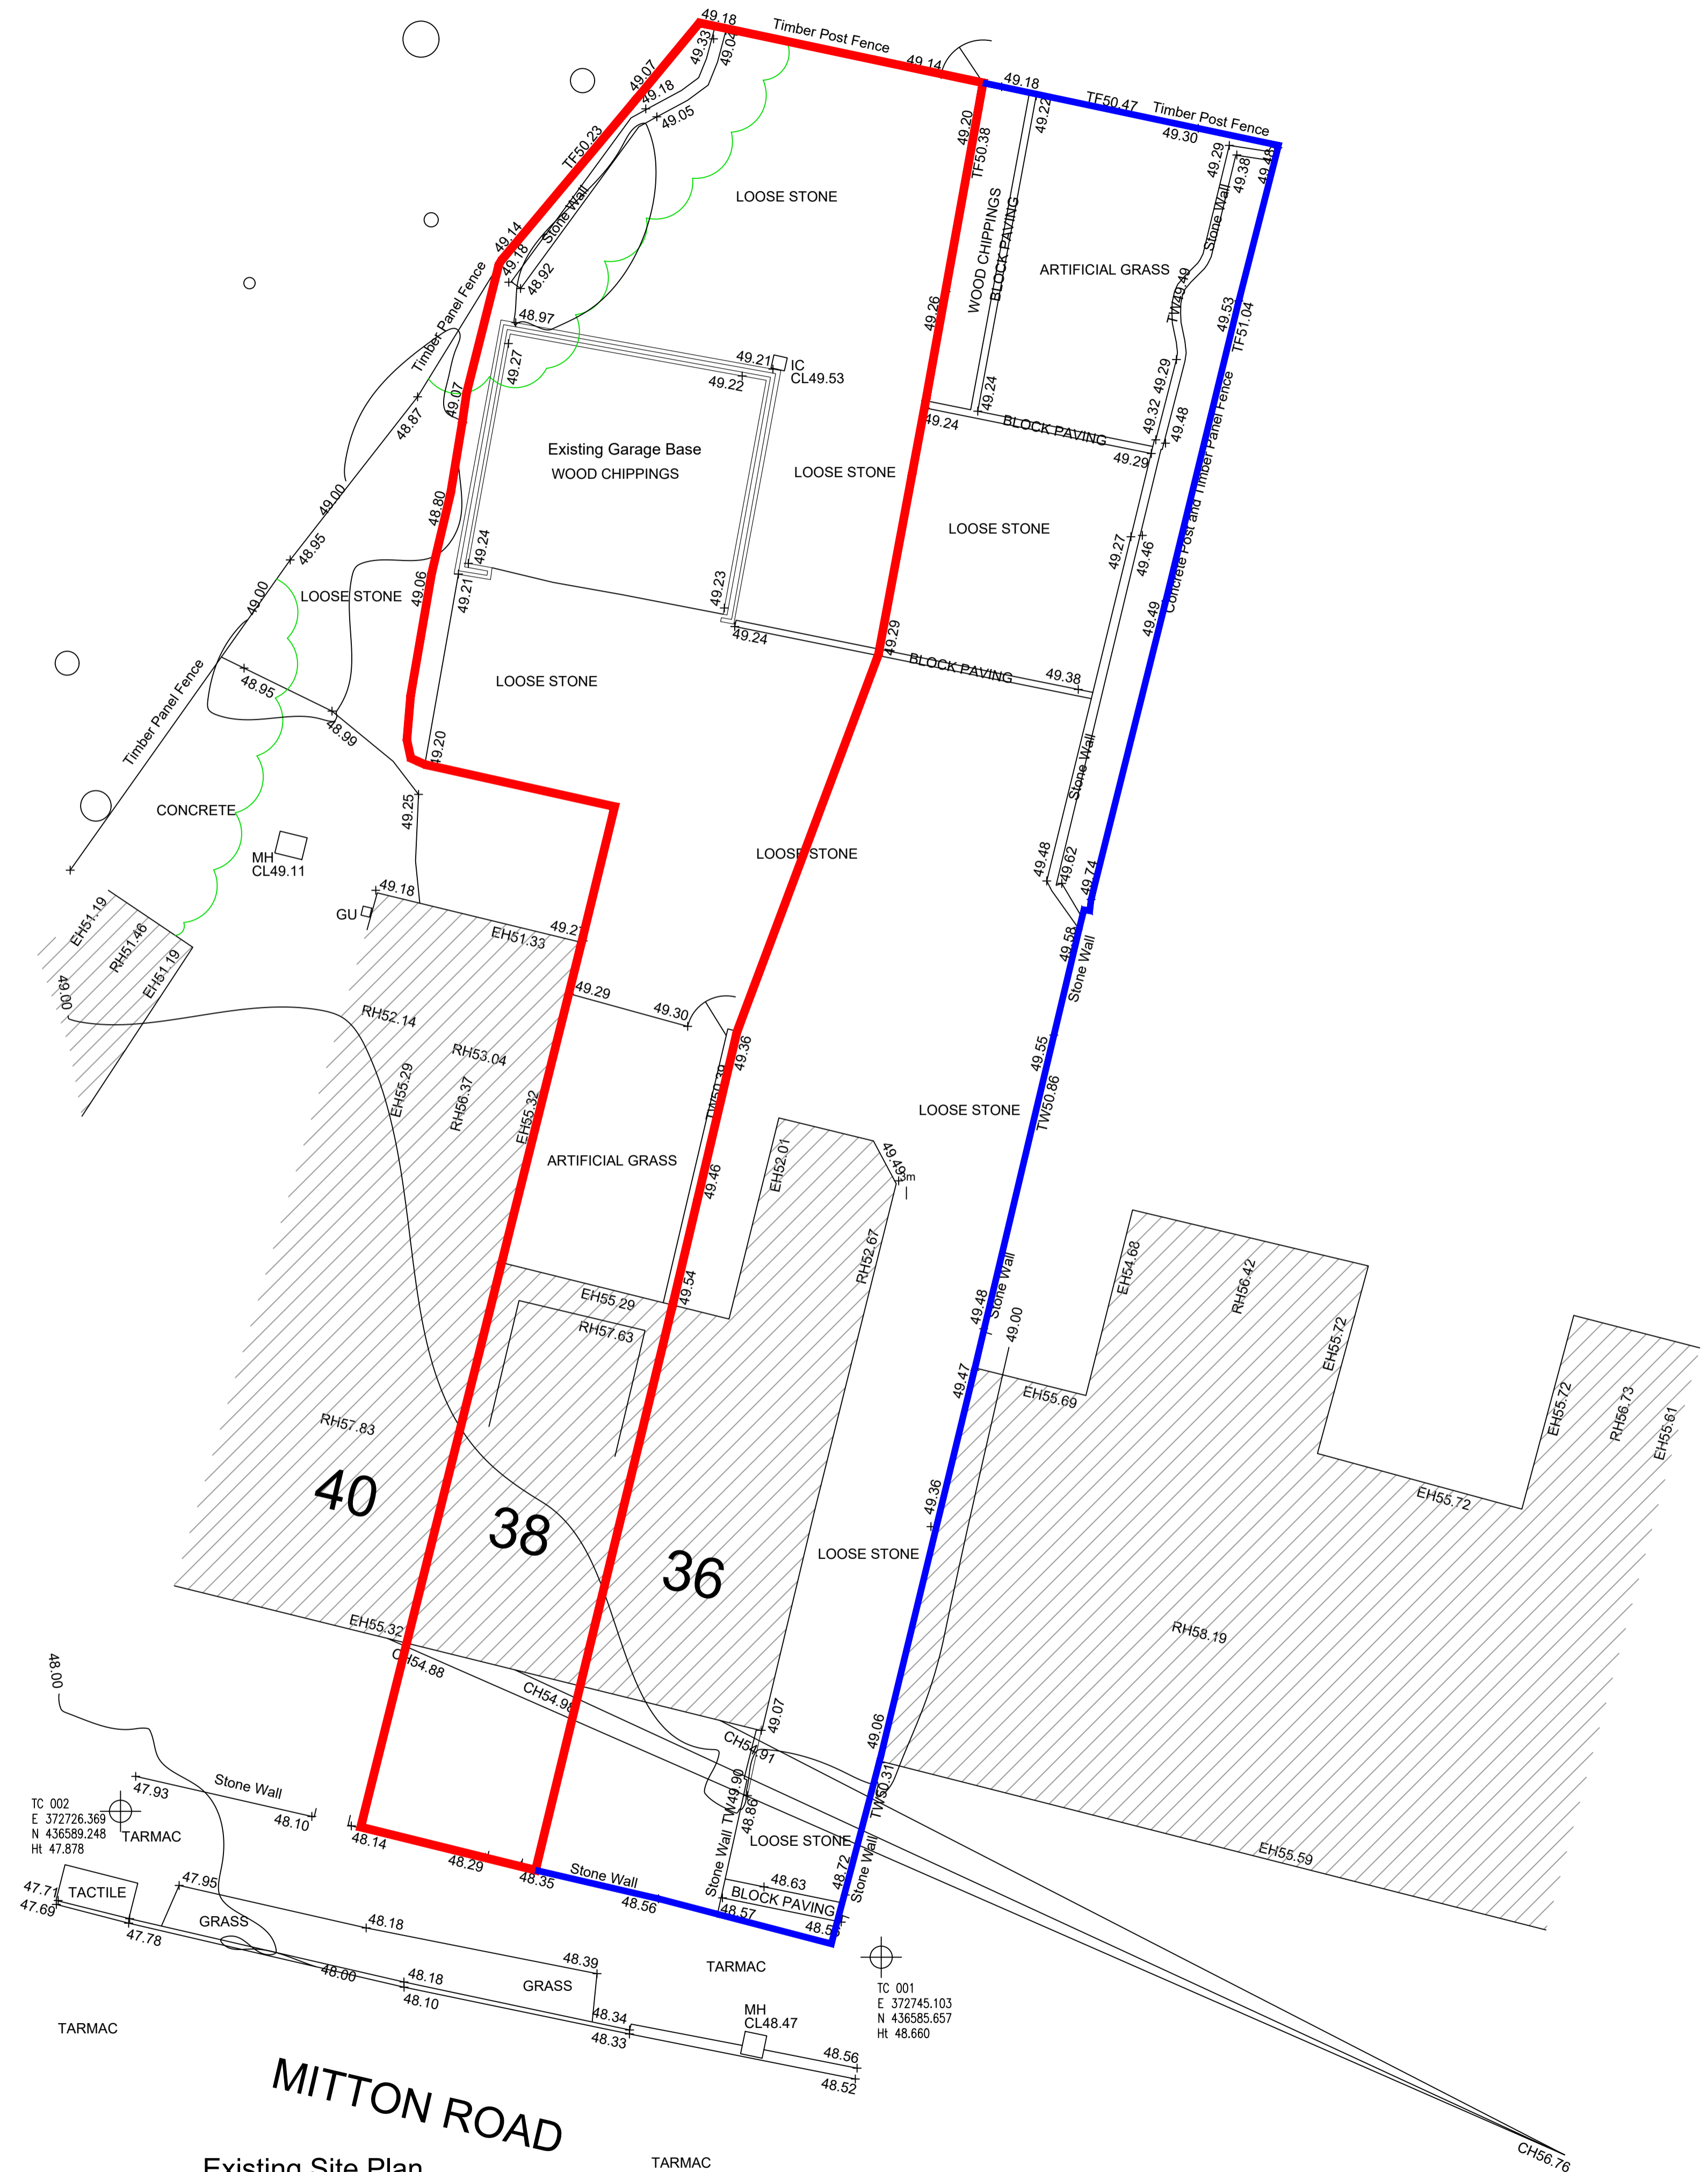 49.18
Timber Post Fence
49.14
49.18
TF50.47
Timber Post Fence
49.30
49.33
49.04
49.07
49.18
49.05
TF50.23
Stone Wall
49.14
49.18
48.92
LOOSE STONE
49.20
TF50.38
49.22
WOOD CHIPPINGS
BLOCK PAVING
ARTIFICIAL GRASS
49.29
49.38
49.48
Stone Wall
TW49.49
49.53
TF51.04
Timber Panel Fence
48.97
49.27
49.21
49.22
IC
CL49.53
49.26
49.07
48.87
49.24
49.24
BLOCK PAVING
49.29
49.32
49.29
49.48
Concrete Post and Timber Panel Fence
Existing Garage Base
WOOD CHIPPINGS
LOOSE STONE
LOOSE STONE
49.00
48.80
48.95
49.24
49.27
49.46
49.00
LOOSE STONE
49.06
49.21
49.23
49.24
49.29
49.49
BLOCK PAVING
49.38
Timber Panel Fence
48.95
48.99
LOOSE STONE
49.20
Stone Wall
CONCRETE
49.25
MH
CL49.11
LOOSE STONE
49.48
49.62
49.74
49.18
GU
49.27
EH51.33
EH51.19
RH51.46
EH51.19
49.00
49.58
Stone Wall
49.29
49.30
RH52.14
RH53.04
49.36
49.55
EH55.29
RH56.37
EH55.32
TW50.39
TW50.86
LOOSE STONE
ARTIFICIAL GRASS
49.46
EH52.01
49.49
3m
RH52.67
EH54.68
RH56.42
Stone Wall
49.48
49.00
EH55.29
49.54
RH57.63
EH55.72
49.47
EH55.69
EH55.72
RH56.73
EH55.61
RH57.83
40
38
36
49.36
EH55.72
LOOSE STONE
EH55.32
CH54.88
CH54.98
RH58.19
48.00
49.07
CH54.91
49.06
TW50.31
Stone Wall
47.93
48.10
TW49.90
48.86
Stone Wall
TC 002
E 372726.369
N 436589.248
Ht 47.878
TARMAC
48.14
48.29
48.35
LOOSE STONE
48.72
Stone Wall
EH55.59
Stone Wall
48.56
48.63
BLOCK PAVING
48.57
47.71
47.69
TACTILE
47.95
47.78
GRASS
48.18
48.39
48.00
48.18
48.10
GRASS
TARMAC
TC 001
E 372745.103
N 436585.657
Ht 48.660
48.34
48.33
MH
CL48.47
48.56
48.52
TARMAC
MITTON ROAD
TARMAC
CH56.76
Existing Site Plan